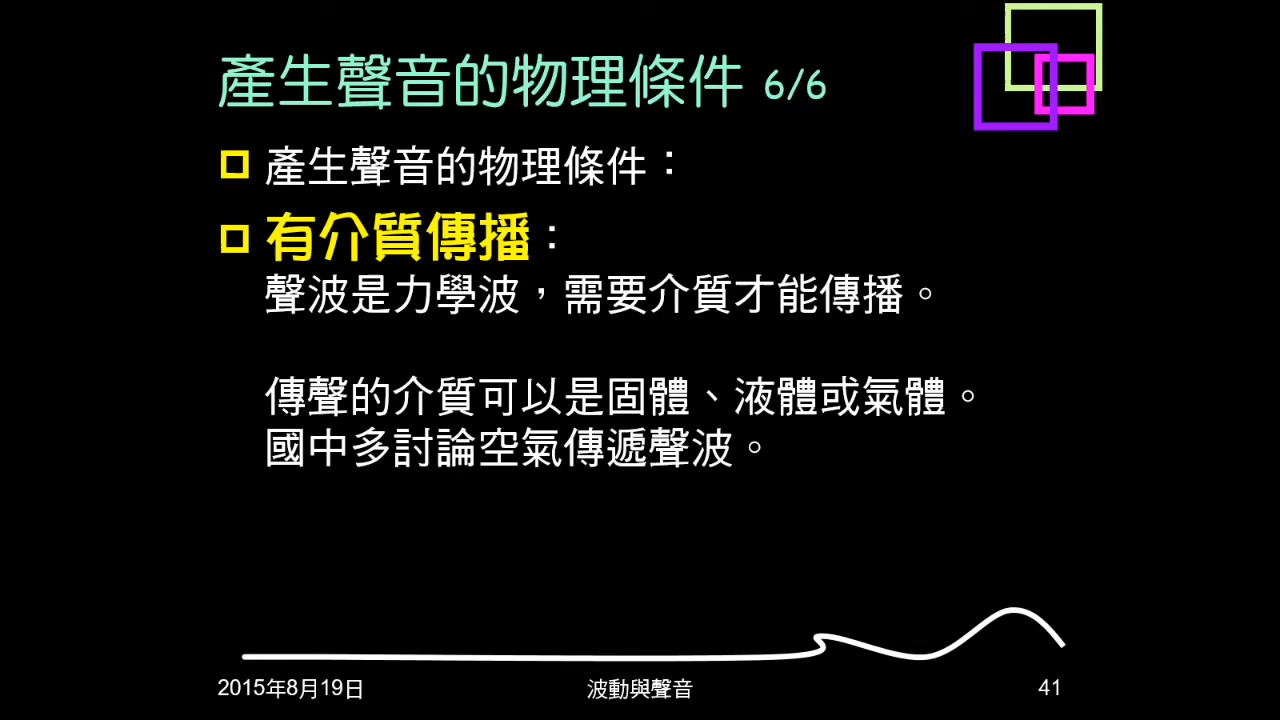 產生聲音的物理條件 6/6
產生聲音的物理條件：
有介質傳播：
聲波是力學波，需要介質才能傳播。
傳聲的介質可以是固體、液體或氣體。
國中多討論空氣傳遞聲波。
2015年8月19日
波動與聲音
41